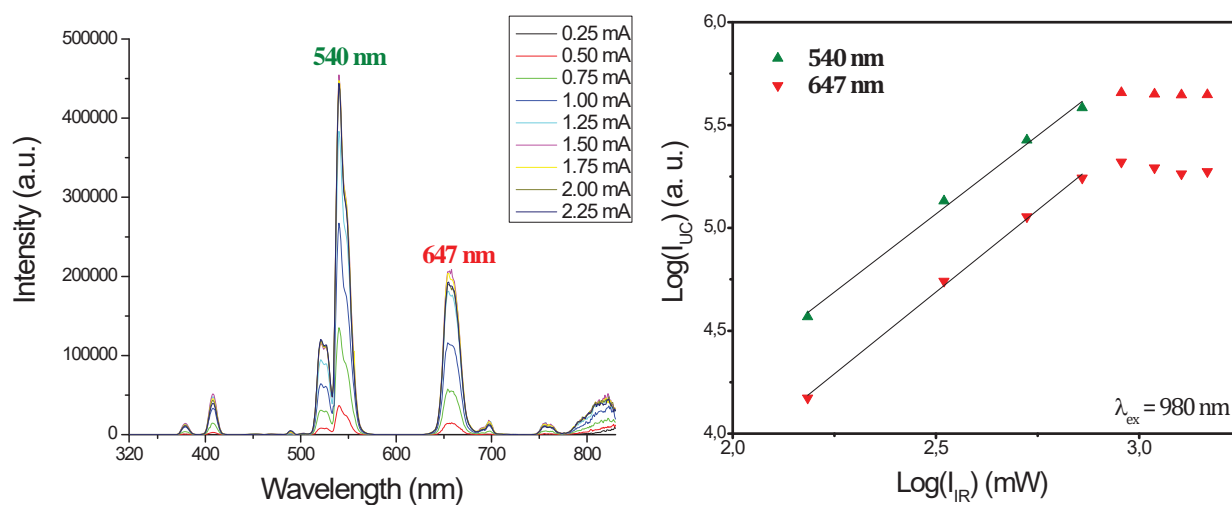 500000
400000
300000
200000
100000
0
320
400
500
600
700
800
Intensity (a.u.)
Wavelength (nm)
540 nm
647 nm
0.25 mA
0.50 mA
0.75 mA
1.00 mA
1.25 mA
1.50 mA
1.75 mA
2.00 mA
2.25 mA
6,0
5,5
5,0
4,5
4,0
2,0
2,5
3,0
Log(I_UC) (a. u.)
Log(I_IR) (mW)
540 nm
647 nm
λ_ex = 980 nm